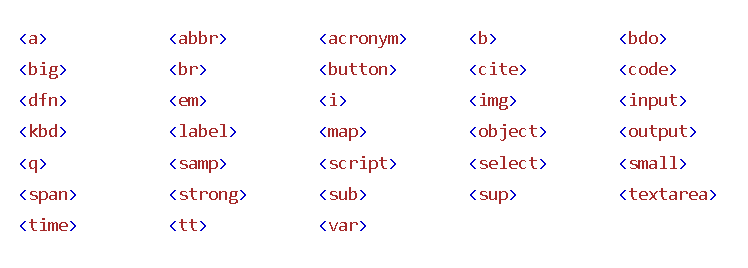 <a> <abbr> <acronym> <b> <bdo>
<big> <br> <button> <cite> <code>
<dfn> <em> <i> <img> <input>
<kbd> <label> <map> <object> <output>
<q> <samp> <script> <select> <small>
<span> <strong> <sub> <sup> <textarea>
<time> <tt> <var>